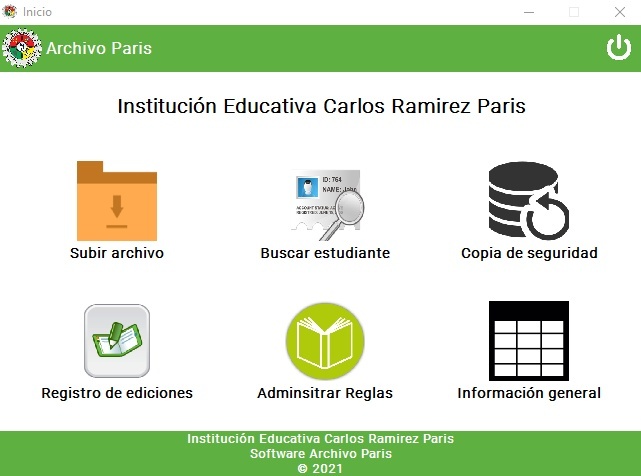 Inicio
Archivo Paris
Institución Educativa Carlos Ramirez Paris
ID: 764
NAME: John
Subir archivo
Buscar estudiante
Copia de seguridad
Registro de ediciones
Adminsitrar Reglas
Información general
Institución Educativa Carlos Ramirez Paris
Software Archivo Paris
© 2021